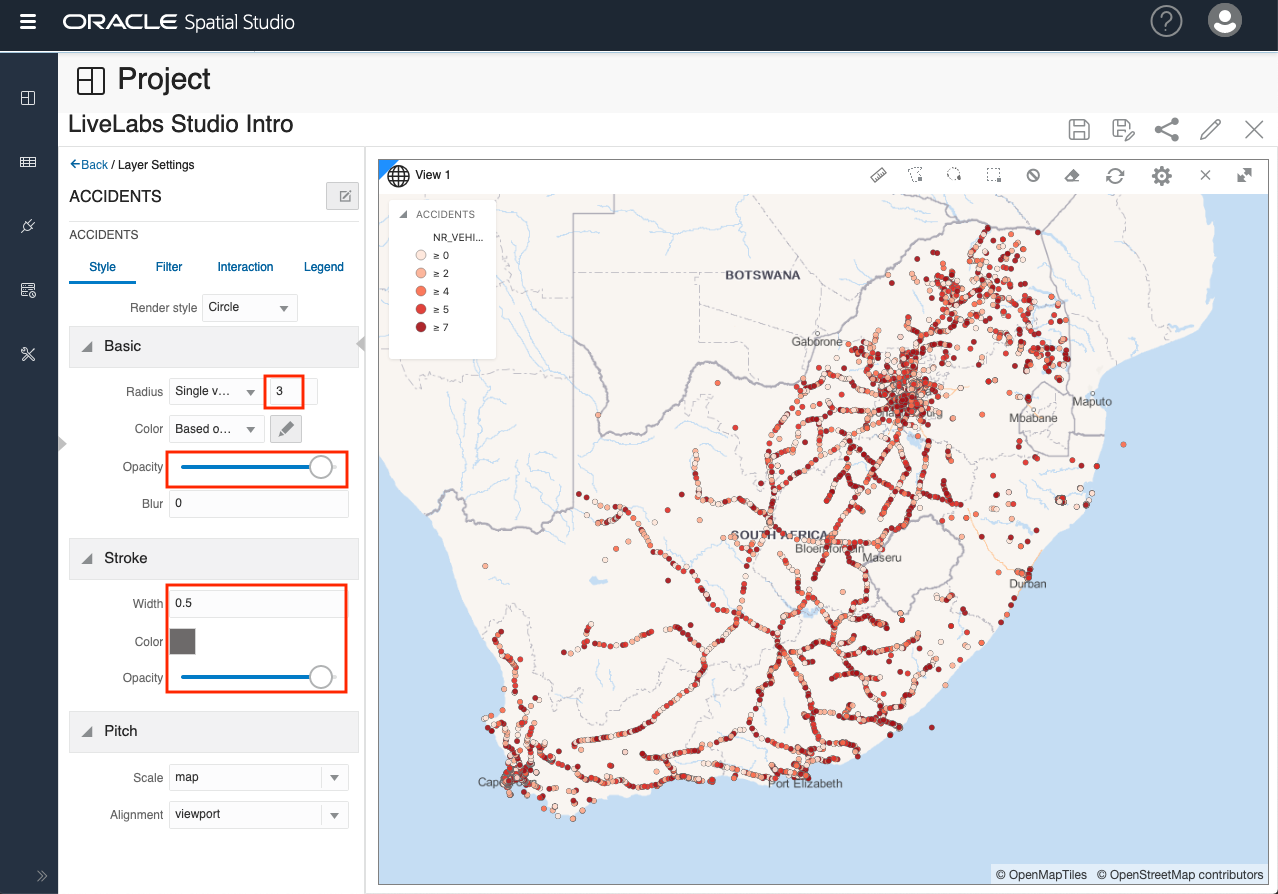 ORACLE Spatial Studio
?
Project
LiveLabs Studio Intro
Back / Layer Settings
ACCIDENTS
ACCIDENTS
Style Filter Interaction Legend
Render style Circle
Basic
Radius Single v... 3
Color Based o...
Opacity
Blur 0
Stroke
Width 0.5
Color
Opacity
Pitch
Scale map
Alignment viewport
View 1
ACCIDENTS
NR_VEHI...
≥ 0
≥ 2
≥ 4
≥ 5
≥ 7
BOTSWANA
Gaborone
Maputo
Mbabane
SOUTH AFRICA
Bloemfontein
Maseru
Durban
Port Elizabeth
© OpenMapTiles © OpenStreetMap contributors